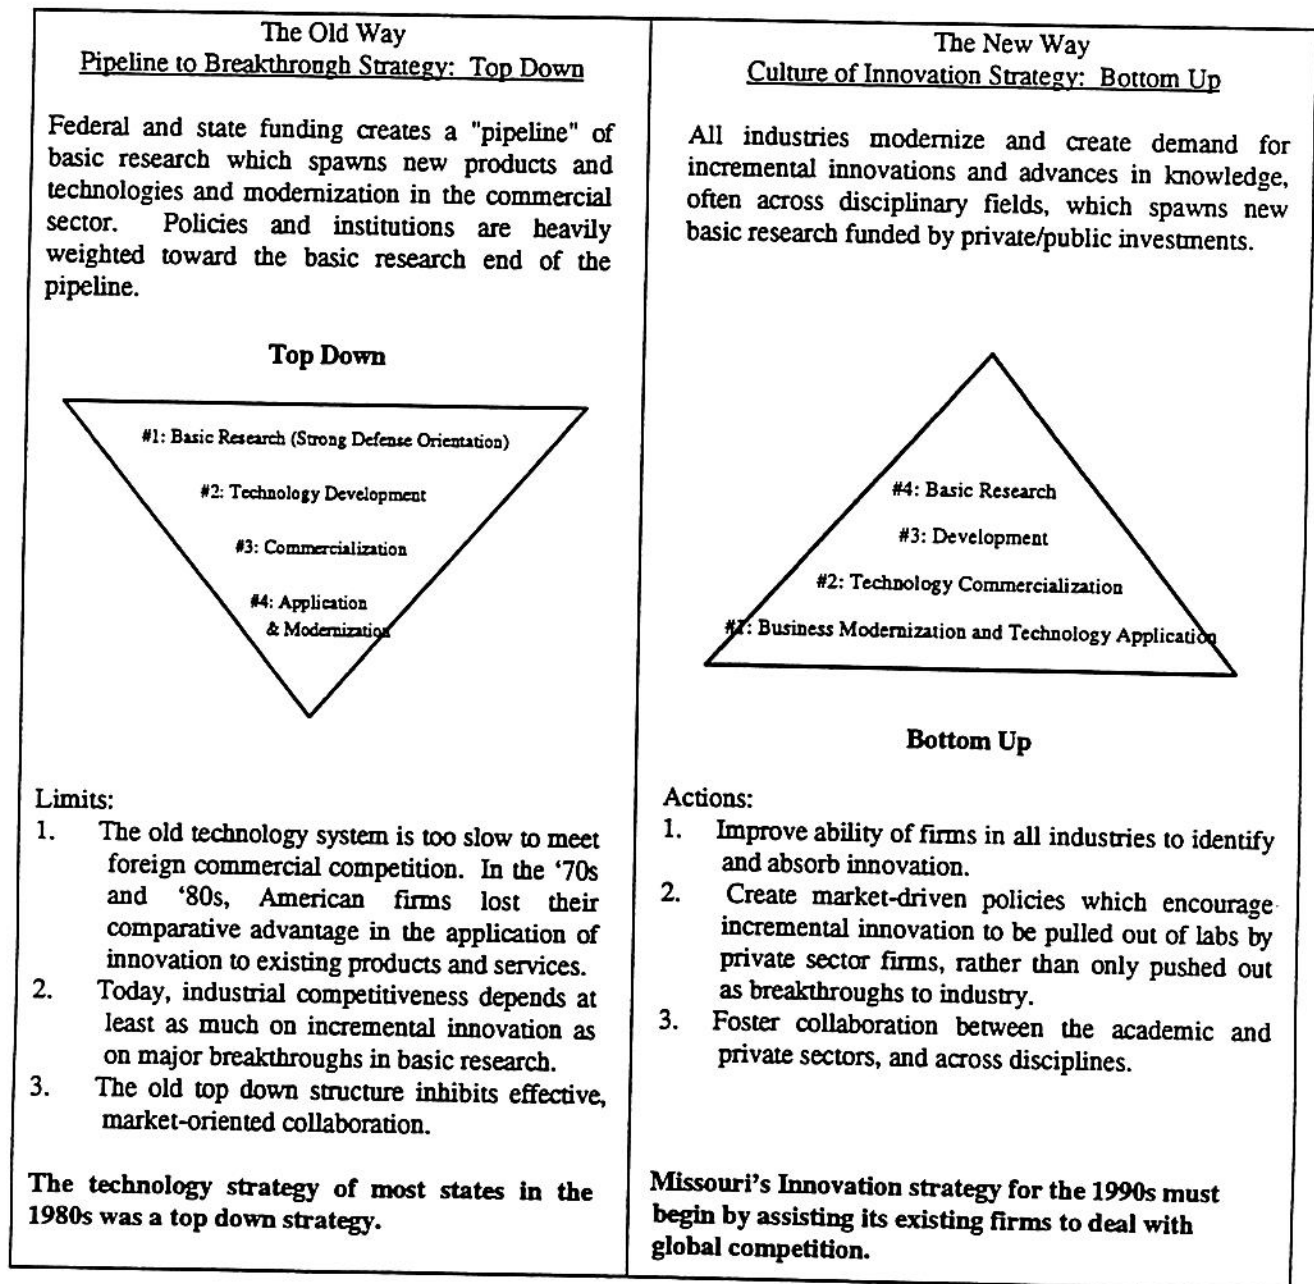 The Old Way
Pipeline to Breakthrough Strategy: Top Down
Federal and state funding creates a "pipeline" of
basic research which spawns new products and
technologies and modernization in the commercial
sector. Policies and institutions are heavily
weighted toward the basic research end of the
pipeline.
Top Down
#1: Basic Research (Strong Defense Orientation)
#2: Technology Development
#3: Commercialization
#4: Application
& Modernization
Limits:
1. The old technology system is too slow to meet
foreign commercial competition. In the ‘70s
and ‘80s, American firms lost their
comparative advantage in the application of
innovation to existing products and services.
2. Today, industrial competitiveness depends at
least as much on incremental innovation as
on major breakthroughs in basic research.
3. The old top down structure inhibits effective,
market-oriented collaboration.
The technology strategy of most states in the
1980s was a top down strategy.
The New Way
Culture of Innovation Strategy: Bottom Up
All industries modernize and create demand for
incremental innovations and advances in knowledge,
often across disciplinary fields, which spawns new
basic research funded by private/public investments.
#4: Basic Research
#3: Development
#2: Technology Commercialization
#1: Business Modernization and Technology Application
Bottom Up
Actions:
1. Improve ability of firms in all industries to identify
and absorb innovation.
2. Create market-driven policies which encourage
incremental innovation to be pulled out of labs by
private sector firms, rather than only pushed out
as breakthroughs to industry.
3. Foster collaboration between the academic and
private sectors, and across disciplines.
Missouri's Innovation strategy for the 1990s must
begin by assisting its existing firms to deal with
global competition.